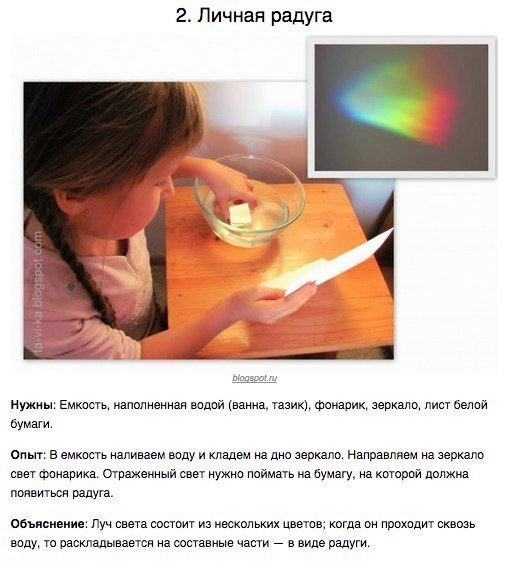 2. Личная радуга
ta-vi-ka.blogspot.com
blogspot.ru
Нужны: Емкость, наполненная водой (ванна, тазик), фонарик, зеркало, лист белой
бумаги.
Опыт: В емкость наливаем воду и кладем на дно зеркало. Направляем на зеркало
свет фонарика. Отраженный свет нужно поймать на бумагу, на которой должна
появиться радуга.
Объяснение: Луч света состоит из нескольких цветов; когда он проходит сквозь
воду, то раскладывается на составные части — в виде радуги.